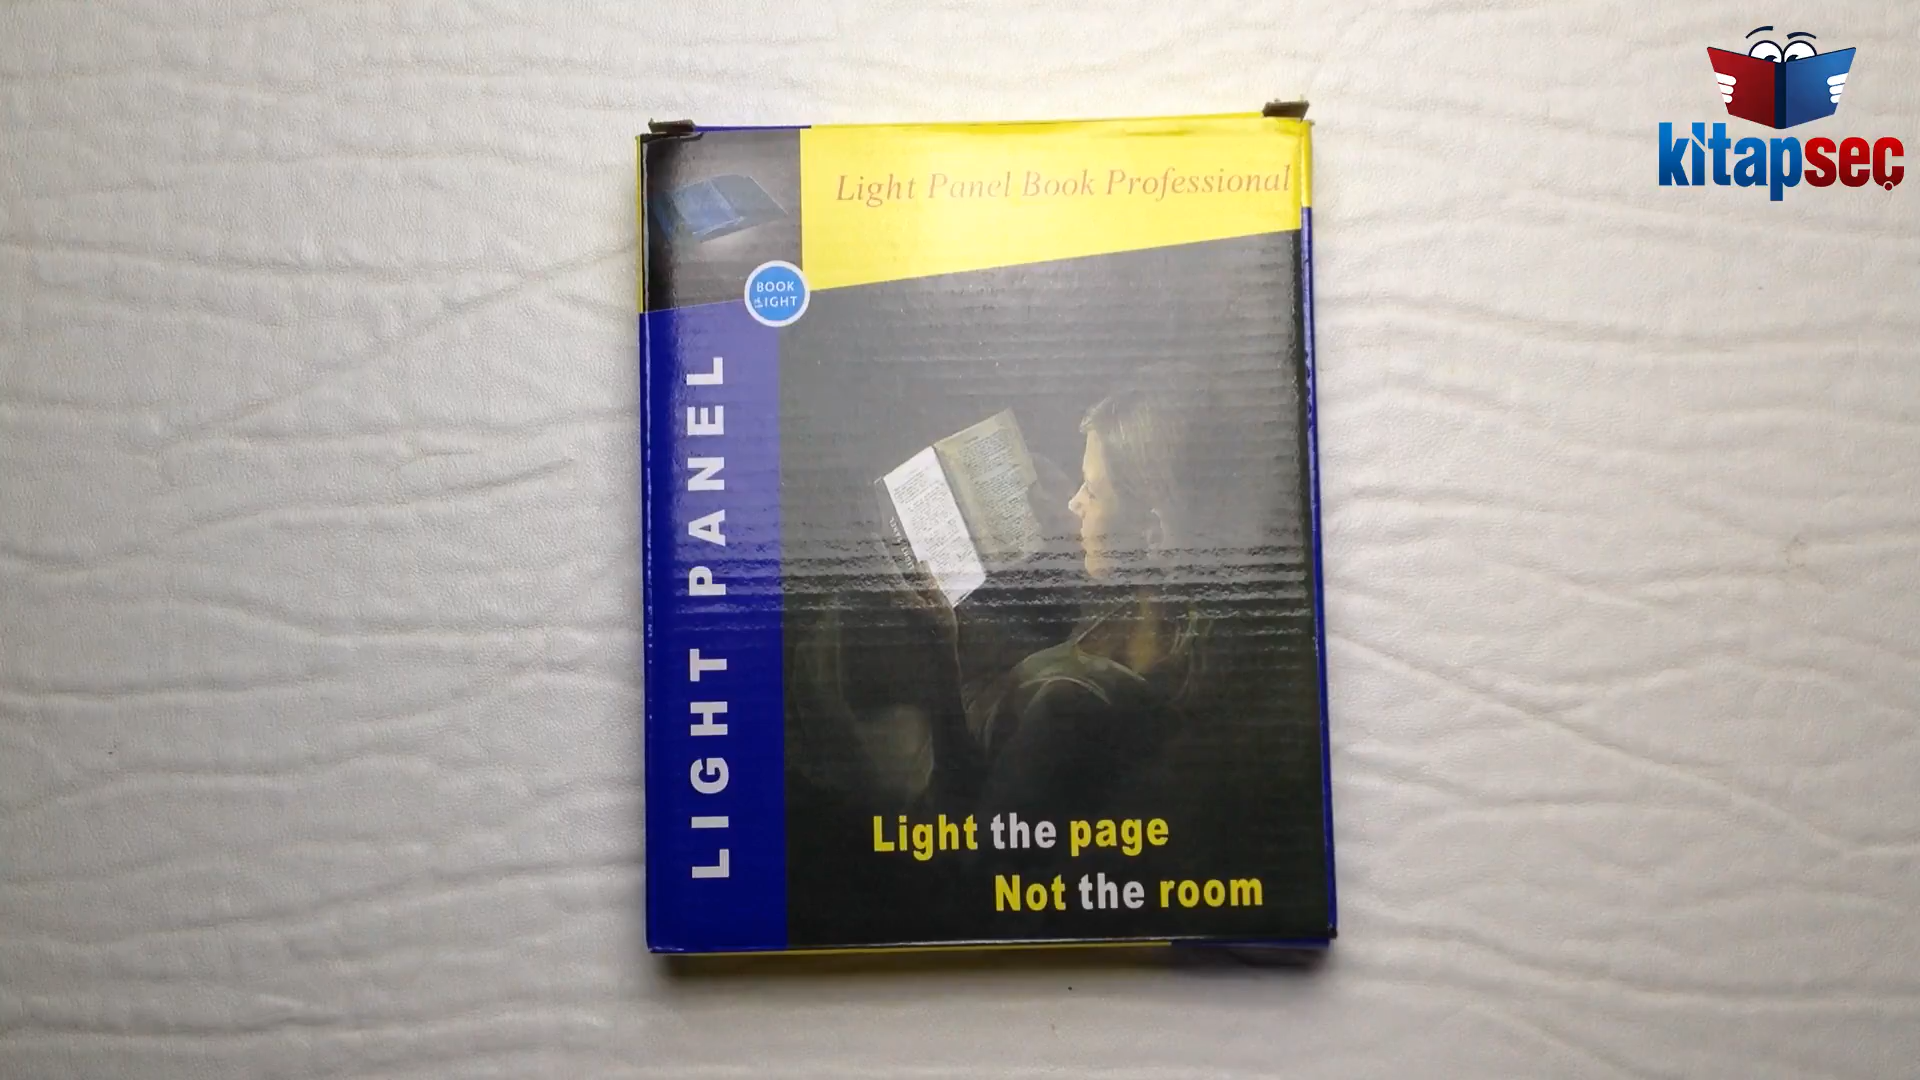 kitapseç
Light Panel Book Professional
BOOK
LIGHT
LIGHT PANEL
Light the page
Not the room